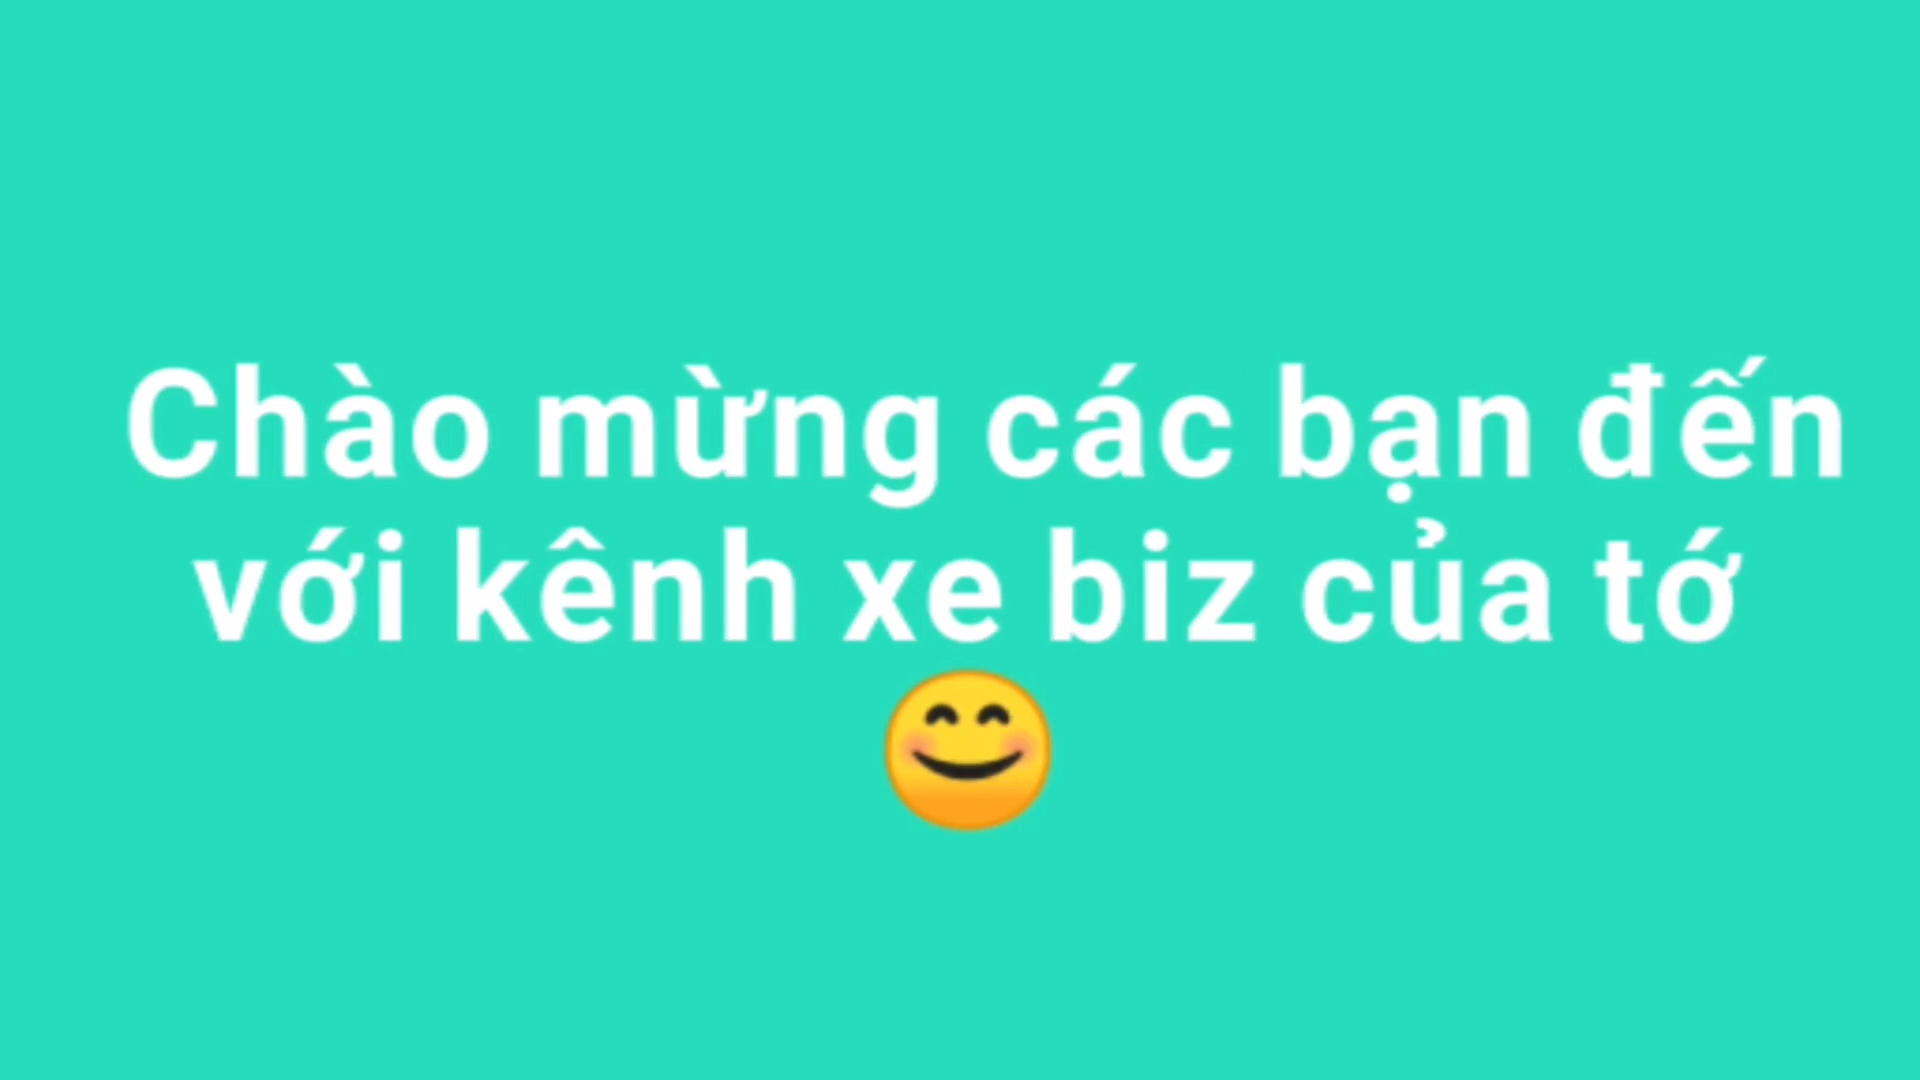 Chào mừng các bạn đến
với kênh xe biz của tớ
😊